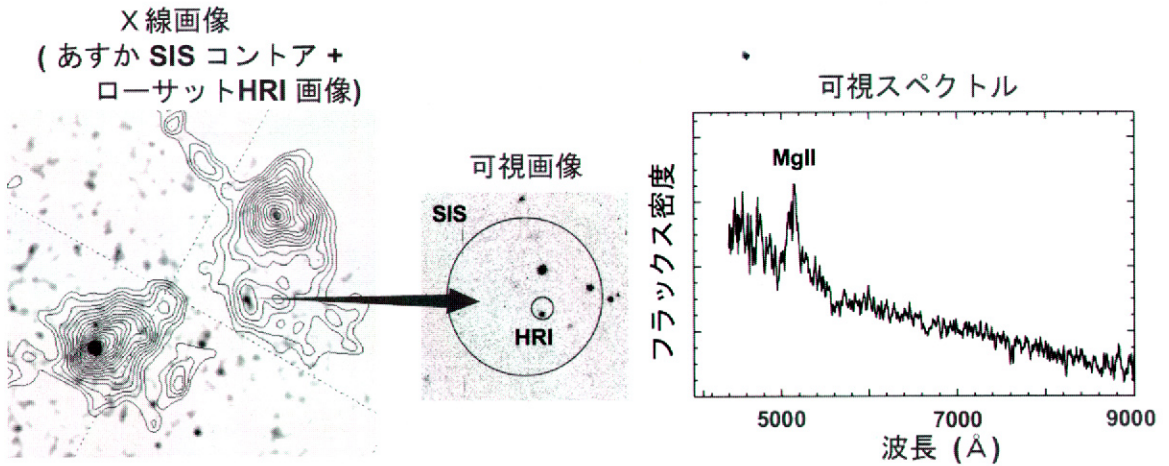 X線画像
( あすか SIS コントア +
ローサットHRI 画像)
可視画像
SIS
HRI
可視スペクトル
MgII
フラックス密度
5000 7000 9000
波長 (Å)